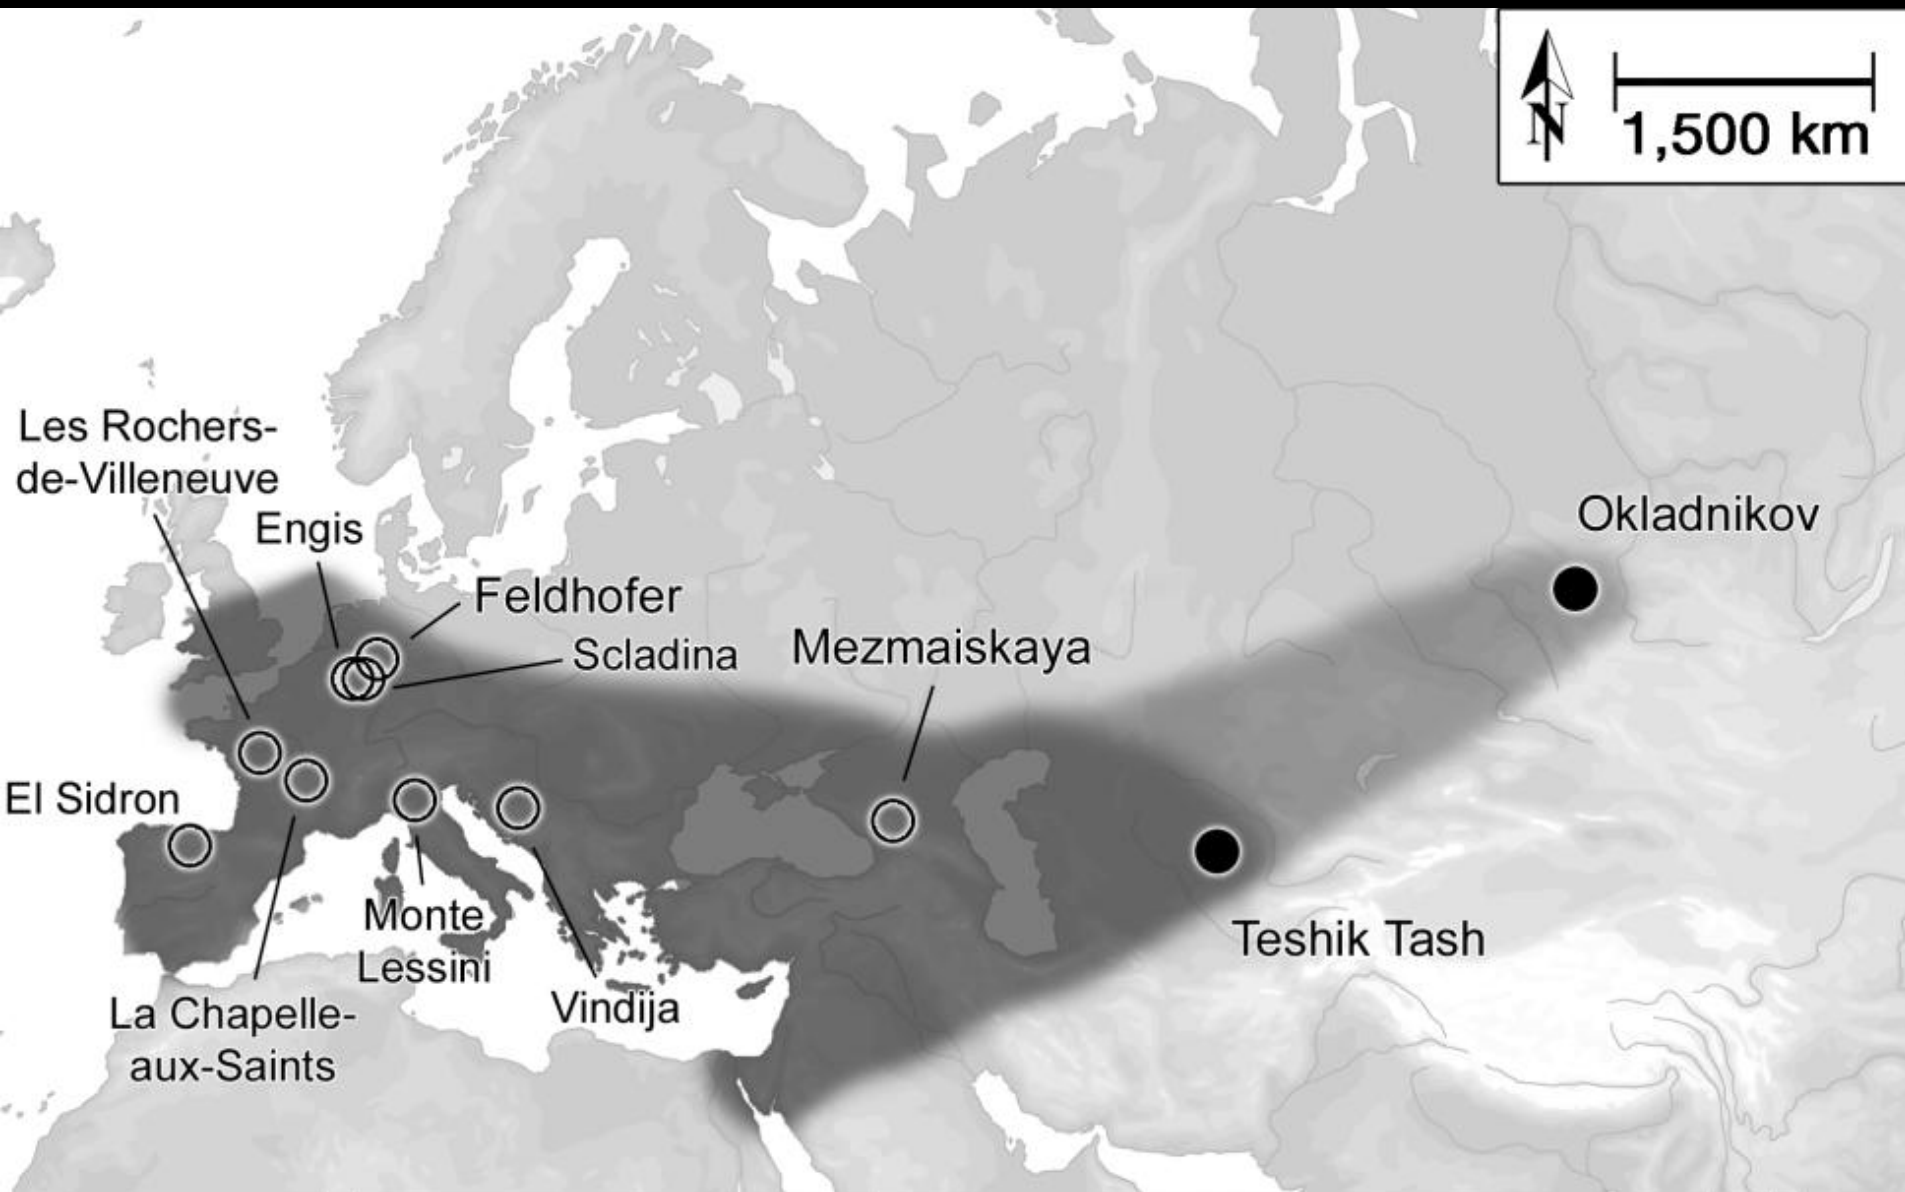 N
1,500 km
Les Rochers-
de-Villeneuve
Engis
Feldhofer
Scladina
Mezmaiskaya
Okladnikov
El Sidron
Monte
Lessini
Teshik Tash
La Chapelle-
aux-Saints
Vindija